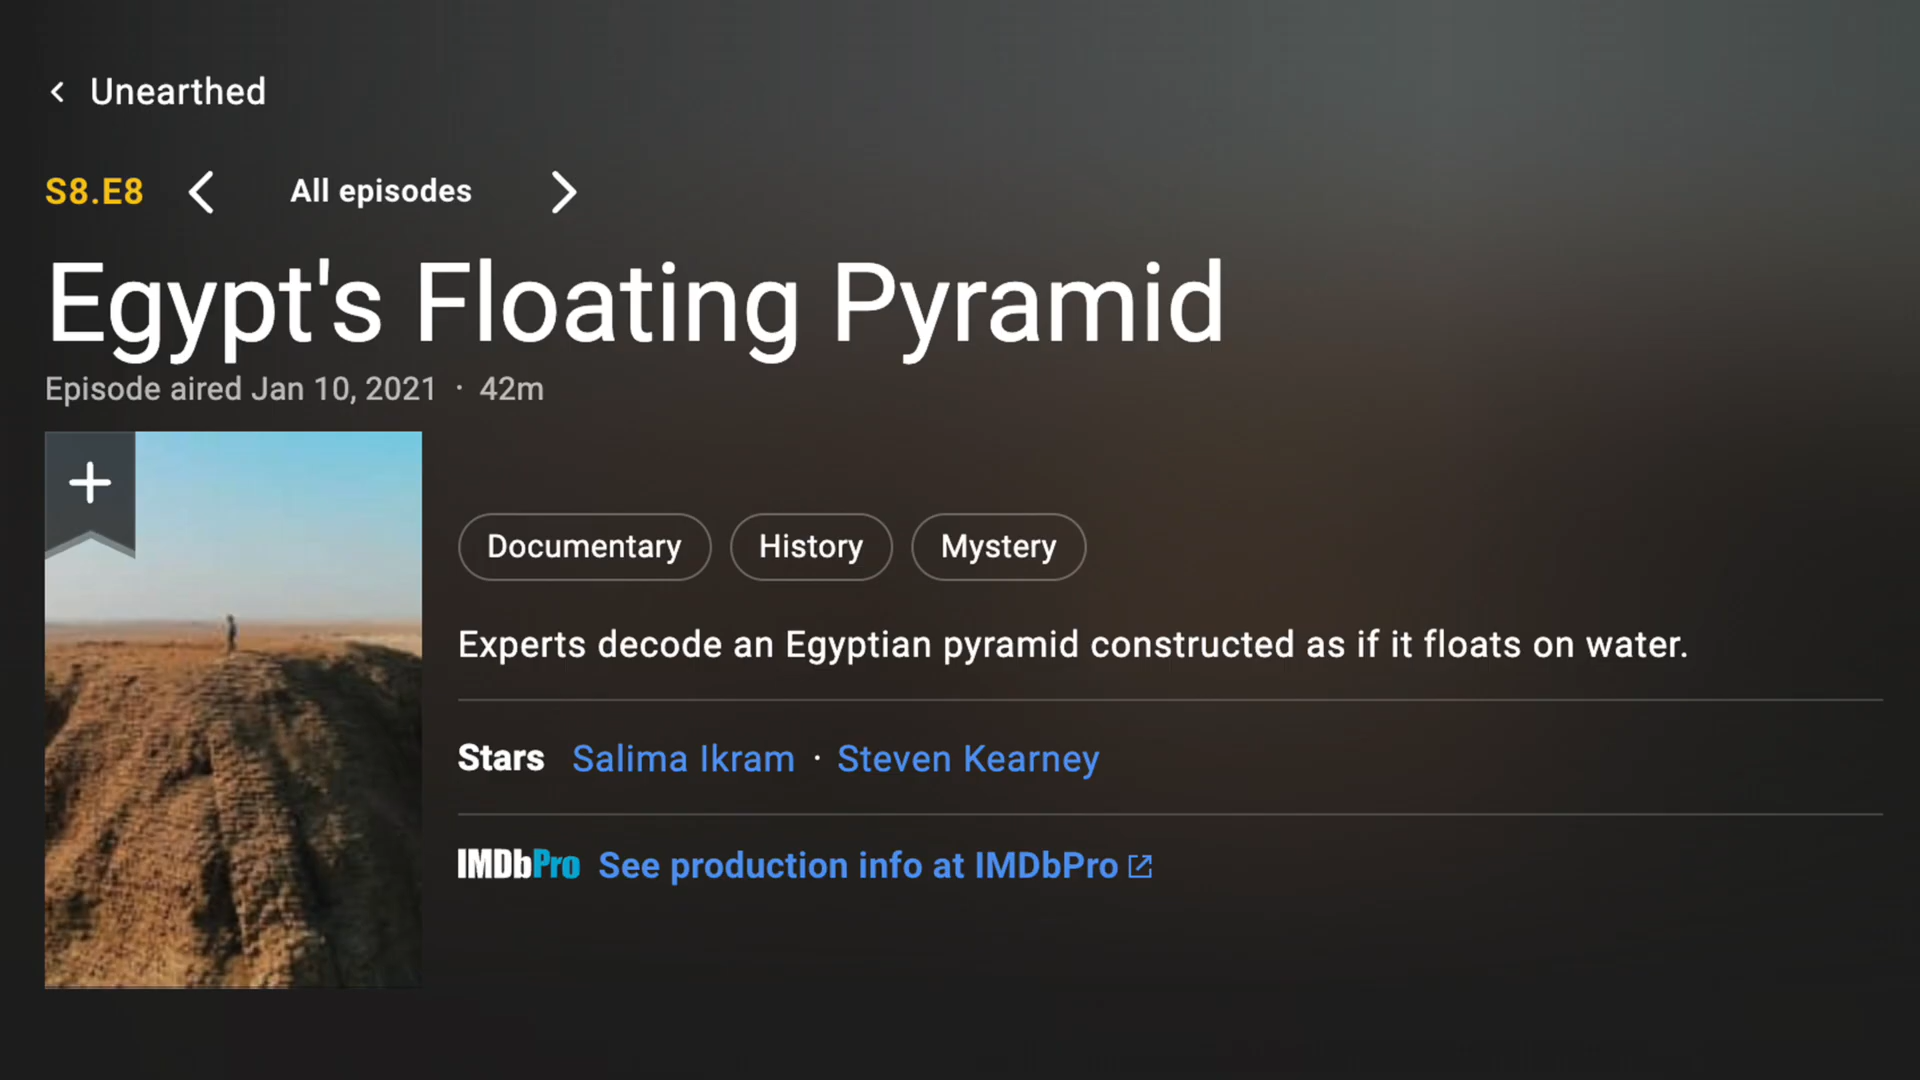 Unearthed
S8.E8 All episodes
Egypt's Floating Pyramid
Episode aired Jan 10, 2021 · 42m
Documentary History Mystery
Experts decode an Egyptian pyramid constructed as if it floats on water.
Stars Salima Ikram · Steven Kearney
IMDbPro See production info at IMDbPro